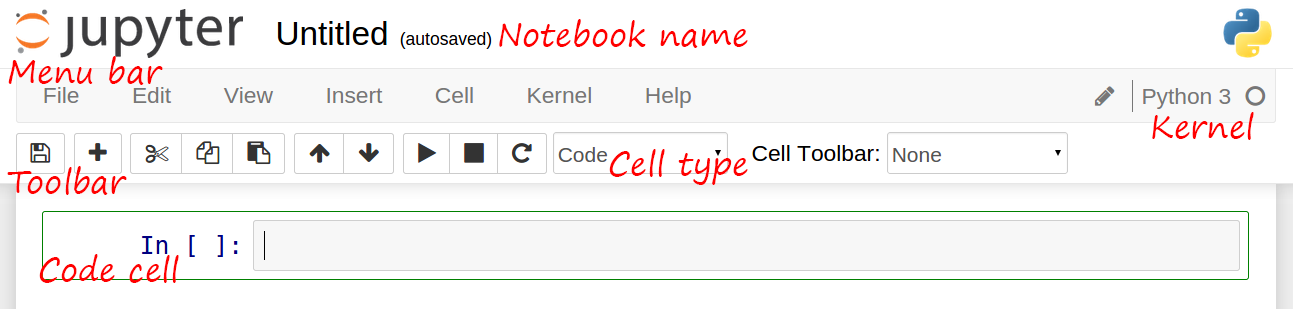 jupyter Untitled (autosaved) Notebook name
Menu bar
File Edit View Insert Cell Kernel Help Python 3
Kernel
Code Cell type Cell Toolbar: None
Toolbar
In [ ]:
Code cell